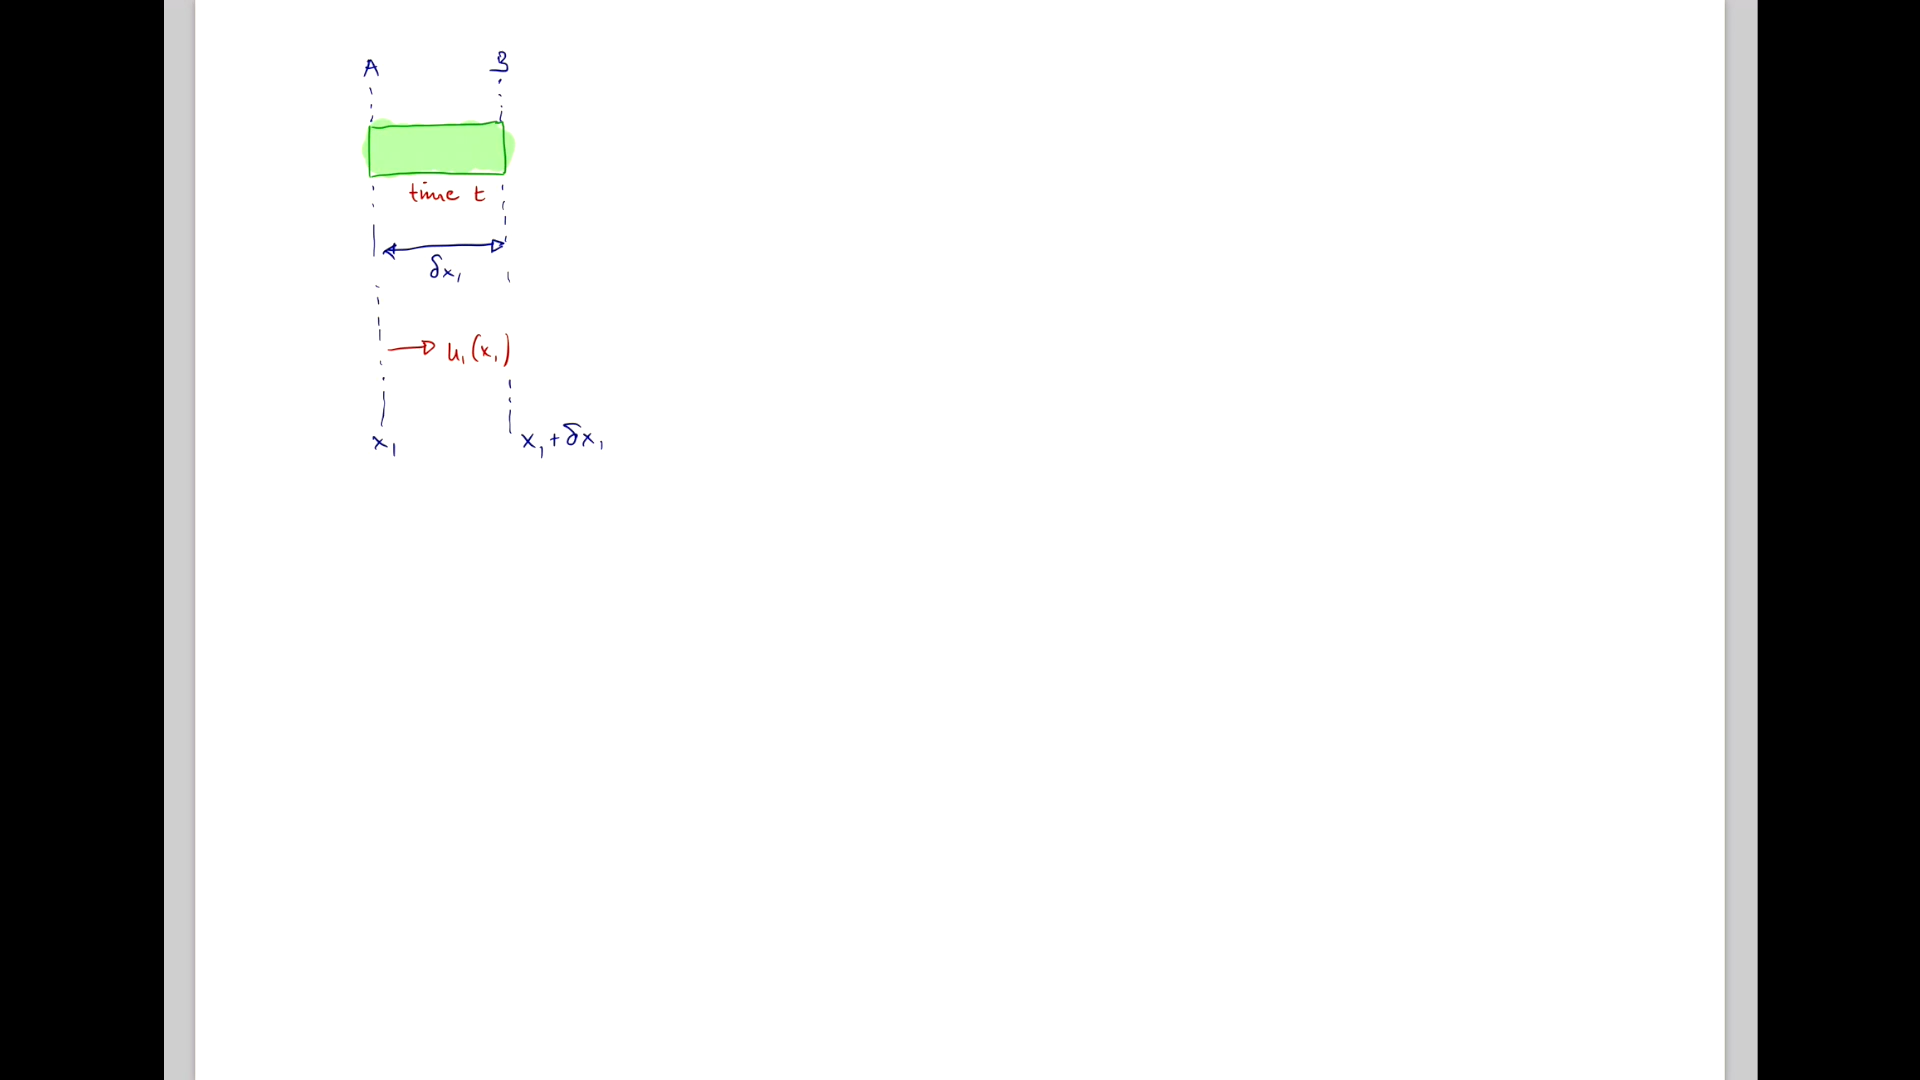 A B
time t
δx₁
u₁(x₁)
x₁ x₁+δx₁